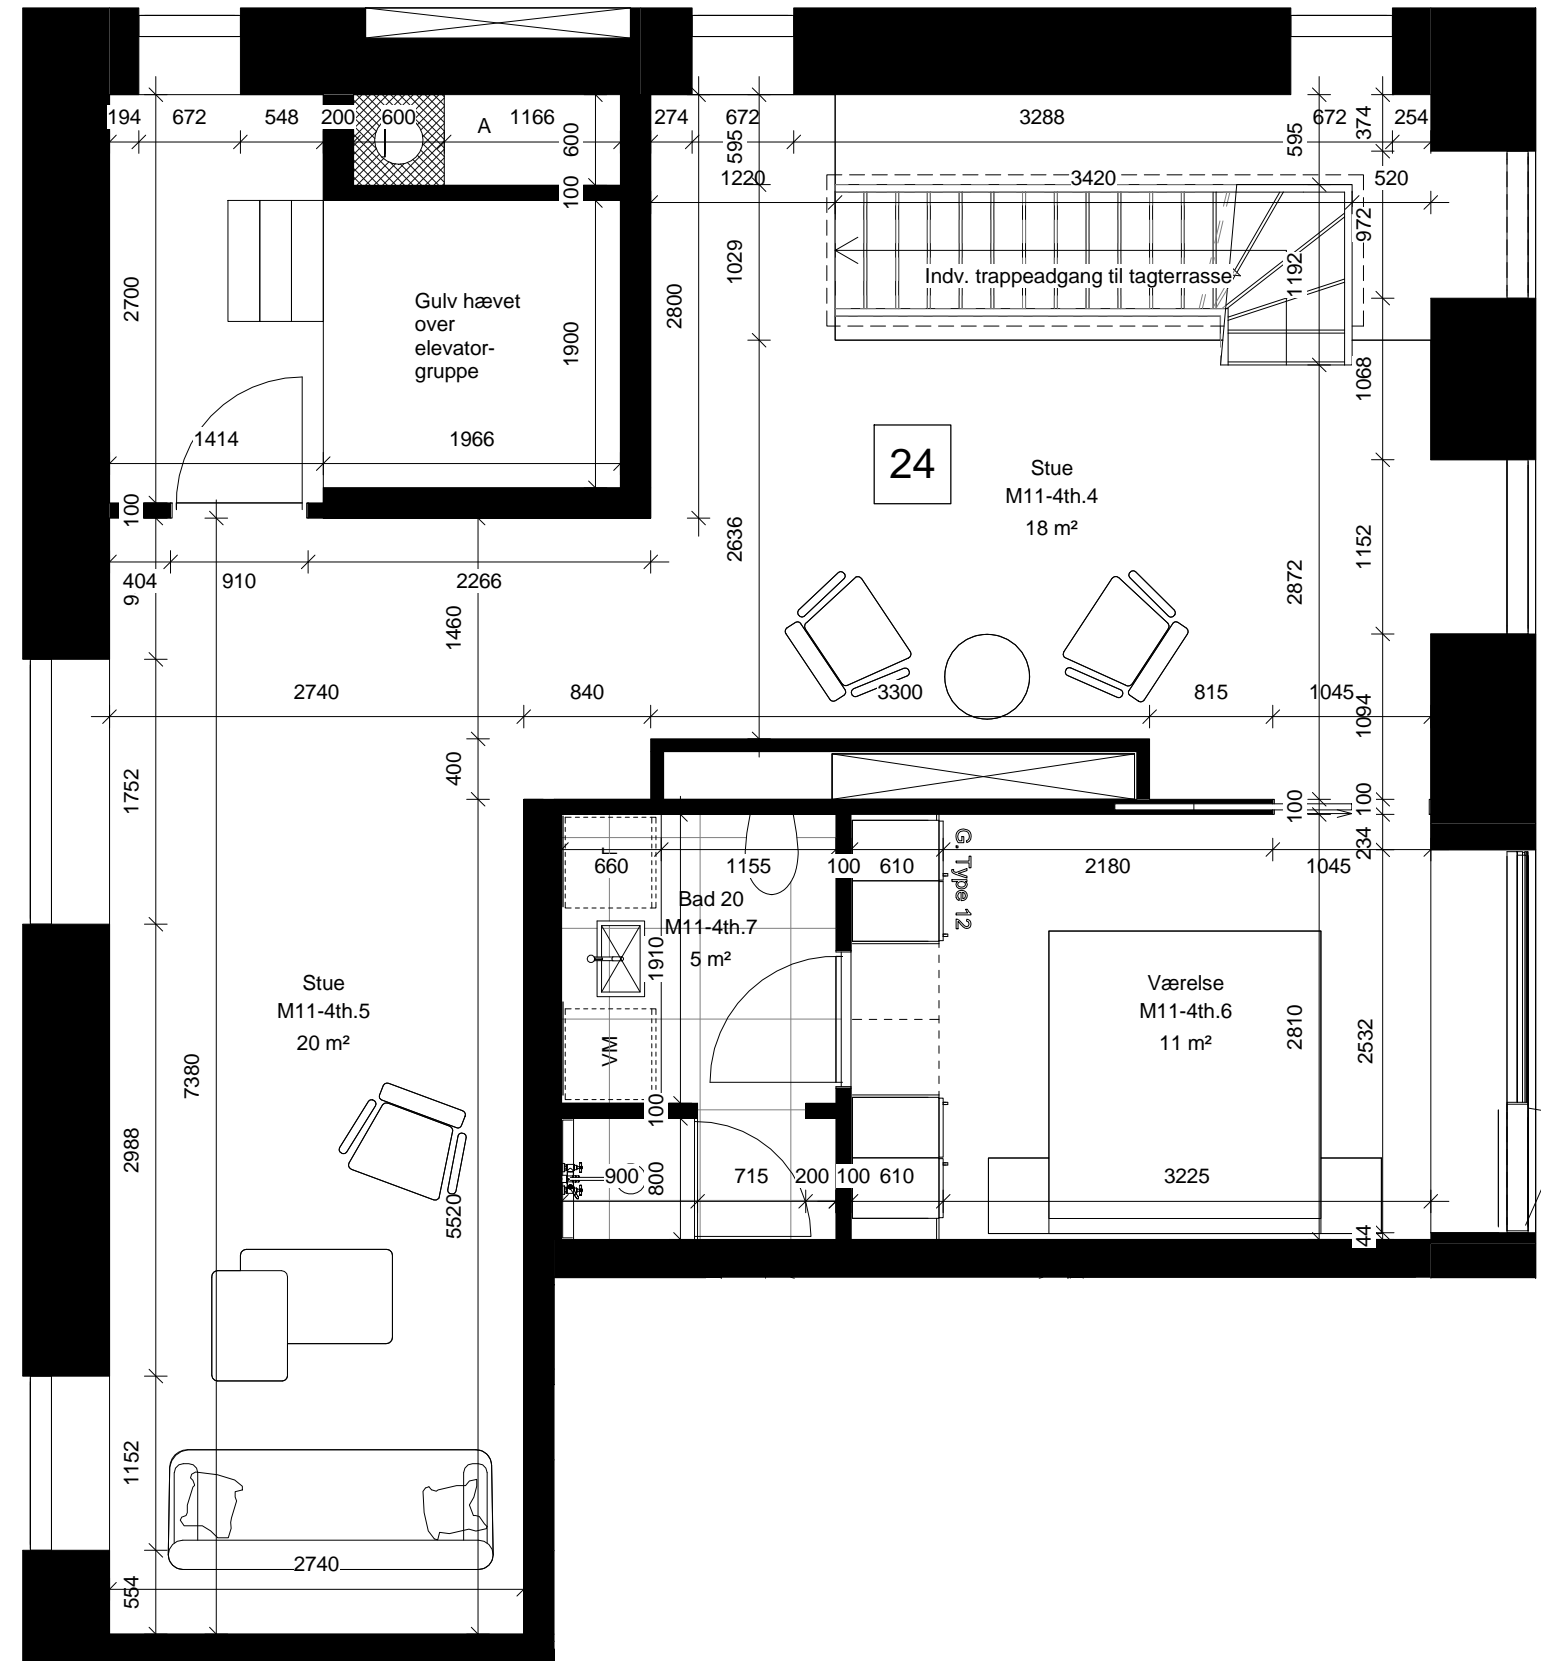 194 672 548 200 600 A 1166 274 672 3288 672 254
600
595
595
374
100
1220 3420 520
972
1029
1192
Indv. trappeadgang til tagterrasse
2700
2800
Gulv hævet
over
elevator-
gruppe
1900
1068
1414 1966
24
Stue
M11-4th.4
18 m²
100
2636
1152
2872
404 910 2266
9
1460
2740 840 3300 815 1045
1094
1752
400
100
100
234
660 1155 100 610 2180 1045
G. Type 12
Bad 20
M11-4th.7
5 m²
1910
Stue
M11-4th.5
20 m²
Værelse
M11-4th.6
11 m²
2810
2532
VM
7380
100
2988
900 800 715 200 100 610 3225
5520
44
1152
2740
554